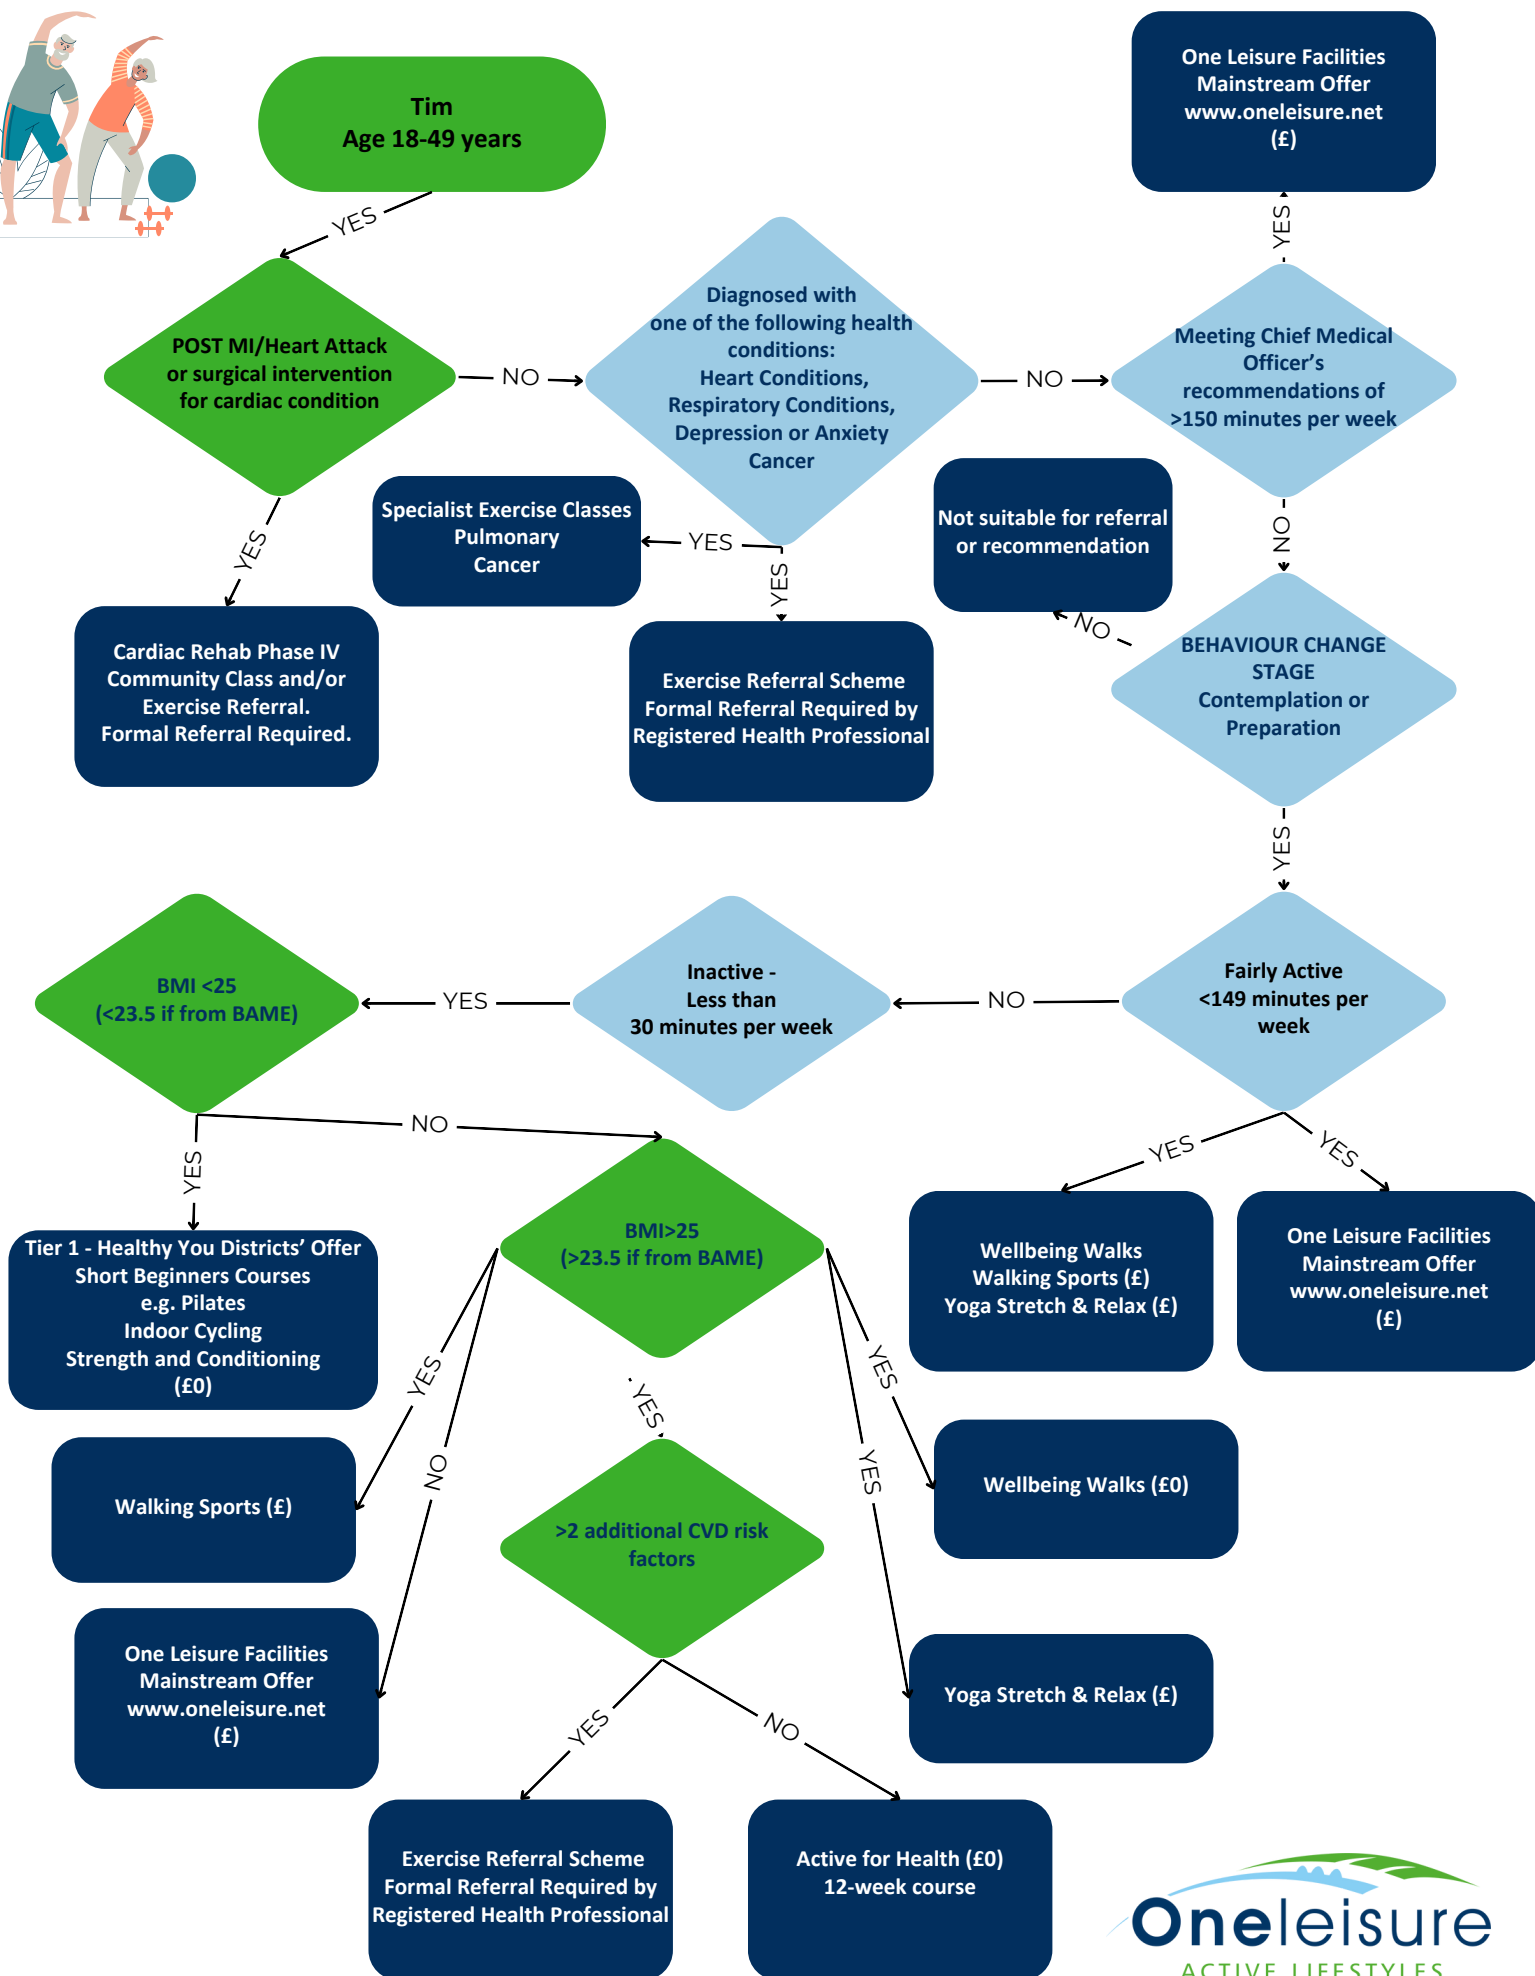 Tim
Age 18-49 years
One Leisure Facilities
Mainstream Offer
www.oneleisure.net
(£)
YES
YES
POST MI/Heart Attack
or surgical intervention
for cardiac condition
NO
Diagnosed with
one of the following health
conditions:
Heart Conditions,
Respiratory Conditions,
Depression or Anxiety
Cancer
NO
Meeting Chief Medical
Officer's
recommendations of
>150 minutes per week
YES
Specialist Exercise Classes
Pulmonary
Cancer
YES
YES
Not suitable for referral
or recommendation
NO
NO
Cardiac Rehab Phase IV
Community Class and/or
Exercise Referral.
Formal Referral Required.
Exercise Referral Scheme
Formal Referral Required by
Registered Health Professional
BEHAVIOUR CHANGE
STAGE
Contemplation or
Preparation
YES
BMI <25
(<23.5 if from BAME)
YES
Inactive -
Less than
30 minutes per week
NO
Fairly Active
<149 minutes per
week
NO
YES
YES
YES
Tier 1 - Healthy You Districts' Offer
Short Beginners Courses
e.g. Pilates
Indoor Cycling
Strength and Conditioning
(£0)
BMI>25
(>23.5 if from BAME)
Wellbeing Walks
Walking Sports (£)
Yoga Stretch & Relax (£)
One Leisure Facilities
Mainstream Offer
www.oneleisure.net
(£)
YES
NO
YES
YES
YES
Walking Sports (£)
>2 additional CVD risk
factors
Wellbeing Walks (£0)
One Leisure Facilities
Mainstream Offer
www.oneleisure.net
(£)
Yoga Stretch & Relax (£)
YES
NO
Exercise Referral Scheme
Formal Referral Required by
Registered Health Professional
Active for Health (£0)
12-week course
Oneleisure
ACTIVE LIFESTYLES